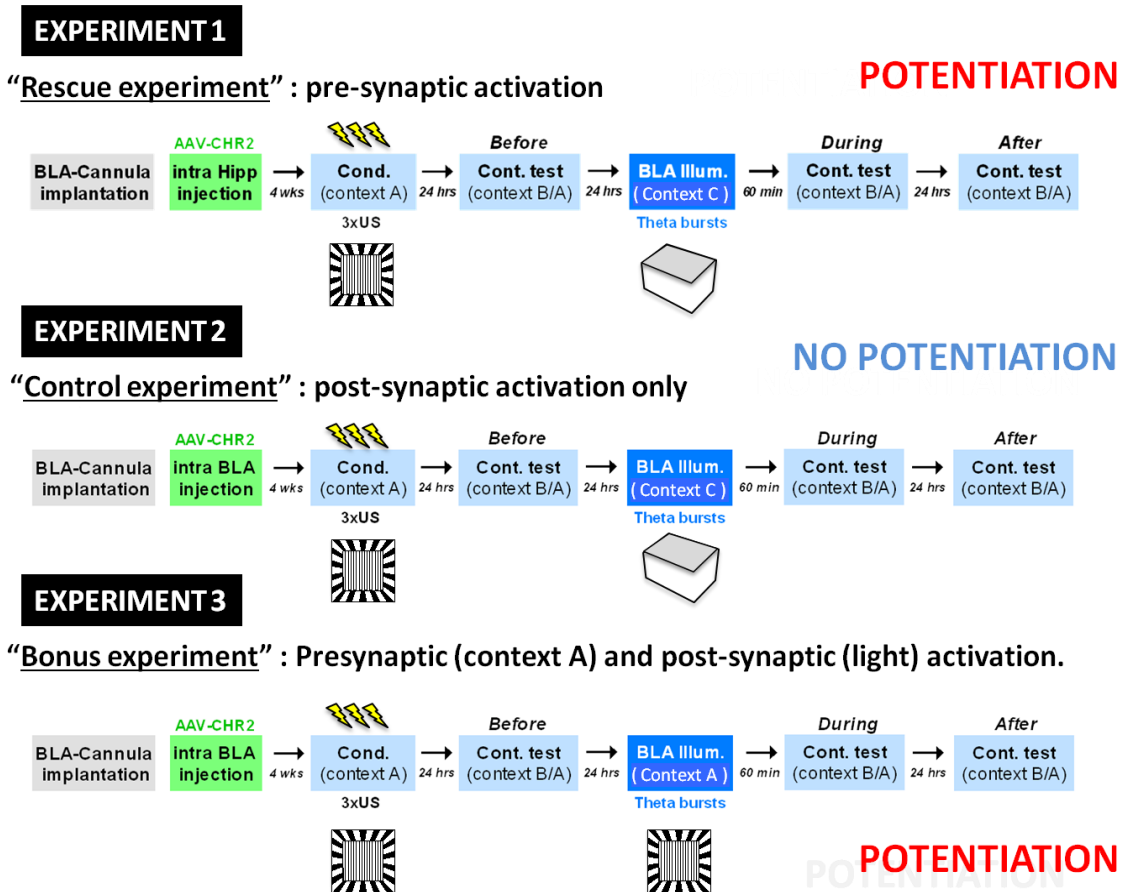 EXPERIMENT 1
POTENTIATION
“Rescue experiment” : pre-synaptic activation
AAV-CHR2
Before
During
After
BLA-Cannula
implantation
intra Hipp
injection
4 wks
Cond.
(context A)
24 hrs
Cont. test
(context B/A)
24 hrs
BLA Illum.
( Context C )
60 min
Cont. test
(context B/A)
24 hrs
Cont. test
(context B/A)
3xUS
Theta bursts
EXPERIMENT 2
NO POTENTIATION
“Control experiment” : post-synaptic activation only
AAV-CHR2
Before
During
After
BLA-Cannula
implantation
intra BLA
injection
4 wks
Cond.
(context A)
24 hrs
Cont. test
(context B/A)
24 hrs
BLA Illum.
(Context C )
60 min
Cont. test
(context B/A)
24 hrs
Cont. test
(context B/A)
3xUS
Theta bursts
EXPERIMENT 3
“Bonus experiment” : Presynaptic (context A) and post-synaptic (light) activation.
AAV-CHR2
Before
During
After
BLA-Cannula
implantation
intra BLA
injection
4 wks
Cond.
(context A)
24 hrs
Cont. test
(context B/A)
24 hrs
BLA Illum.
( Context A )
60 min
Cont. test
(context B/A)
24 hrs
Cont. test
(context B/A)
3xUS
Theta bursts
POTENTIATION
POTENTIATION